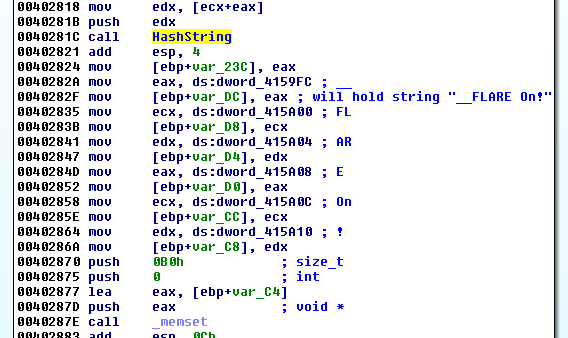 00402818 mov edx, [ecx+eax]
0040281B push edx
0040281C call HashString
00402821 add esp, 4
00402824 mov [ebp+var_23C], eax
0040282A mov eax, ds:dword_4159FC ; __
0040282F mov [ebp+var_DC], eax ; will hold string "__FLARE On!"
00402835 mov ecx, ds:dword_415A00 ; FL
0040283B mov [ebp+var_D8], ecx
00402841 mov edx, ds:dword_415A04 ; AR
00402847 mov [ebp+var_D4], edx
0040284D mov eax, ds:dword_415A08 ; E
00402852 mov [ebp+var_D0], eax
00402858 mov ecx, ds:dword_415A0C ; On
0040285E mov [ebp+var_CC], ecx
00402864 mov edx, ds:dword_415A10 ; !
0040286A mov [ebp+var_C8], edx
00402870 push 0B0h ; size_t
00402875 push 0 ; int
00402877 lea eax, [ebp+var_C4]
0040287D push eax ; void *
0040287E call _memset
00402883 add esp, 0Ch